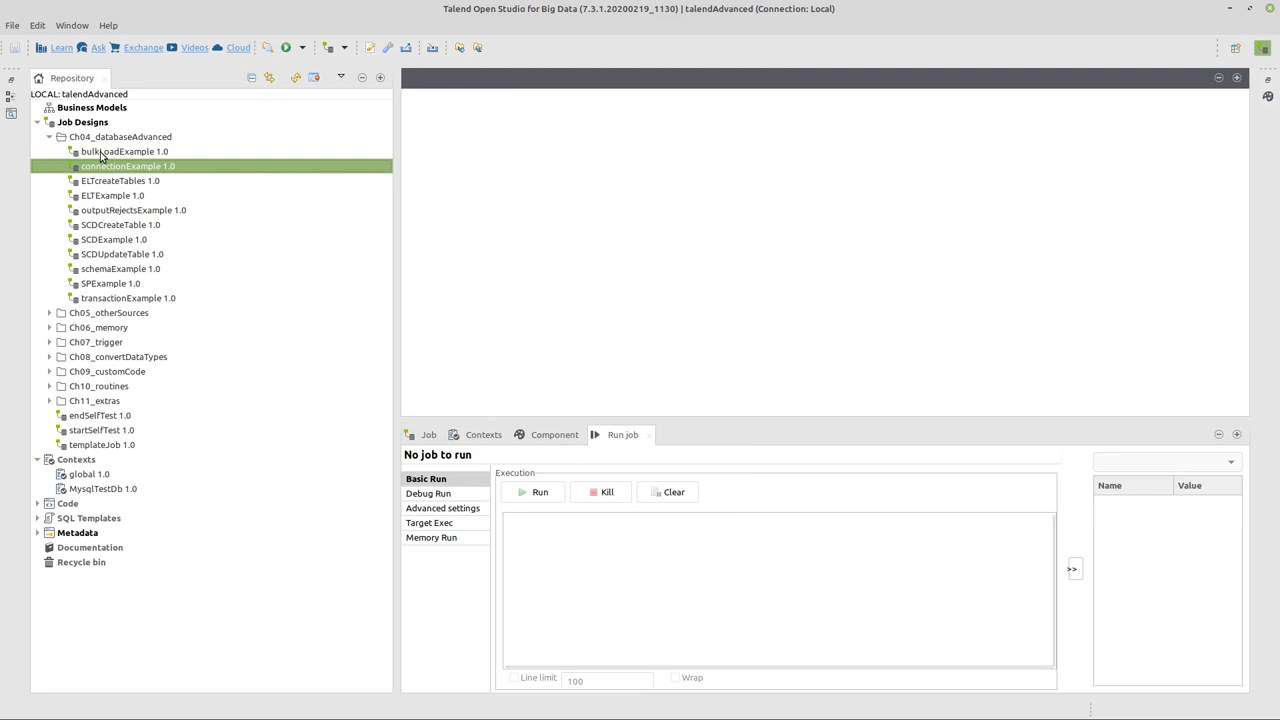 Talend Open Studio for Big Data (7.3.1.20200219_1130) | talendAdvanced (Connection: Local)
File Edit Window Help
Learn Ask Exchange Videos Cloud
Repository
LOCAL: talendAdvanced
Business Models
Job Designs
Ch04_databaseAdvanced
bulkLoadExample 1.0
connectionExample 1.0
ELTcreateTables 1.0
ELTExample 1.0
outputRejectsExample 1.0
SCDCreateTable 1.0
SCDExample 1.0
SCDUpdateTable 1.0
schemaExample 1.0
SPExample 1.0
transactionExample 1.0
Ch05_otherSources
Ch06_memory
Ch07_trigger
Ch08_convertDataTypes
Ch09_customCode
Ch10_routines
Ch11_extras
endSelfTest 1.0
startSelfTest 1.0
templateJob 1.0
Contexts
global 1.0
MysqlTestDb 1.0
Code
SQL Templates
Metadata
Documentation
Recycle bin
Job Contexts Component Run job
No job to run
Basic Run
Debug Run
Advanced settings
Target Exec
Memory Run
Execution
Run Kill Clear
Line limit 100 Wrap
>>
Name Value